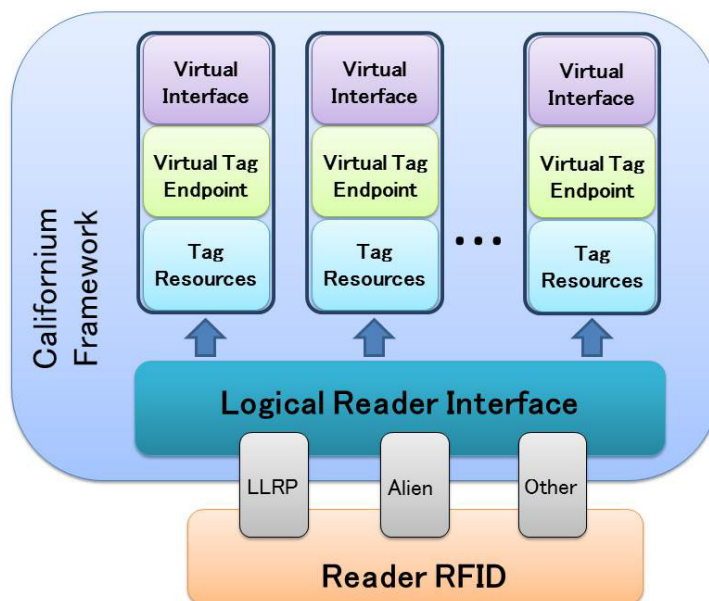 Virtual
Interface
Virtual Tag
Endpoint
Tag
Resources
Virtual
Interface
Virtual Tag
Endpoint
Tag
Resources
...
Virtual
Interface
Virtual Tag
Endpoint
Tag
Resources
Californium
Framework
Logical Reader Interface
LLRP
Alien
Other
Reader RFID